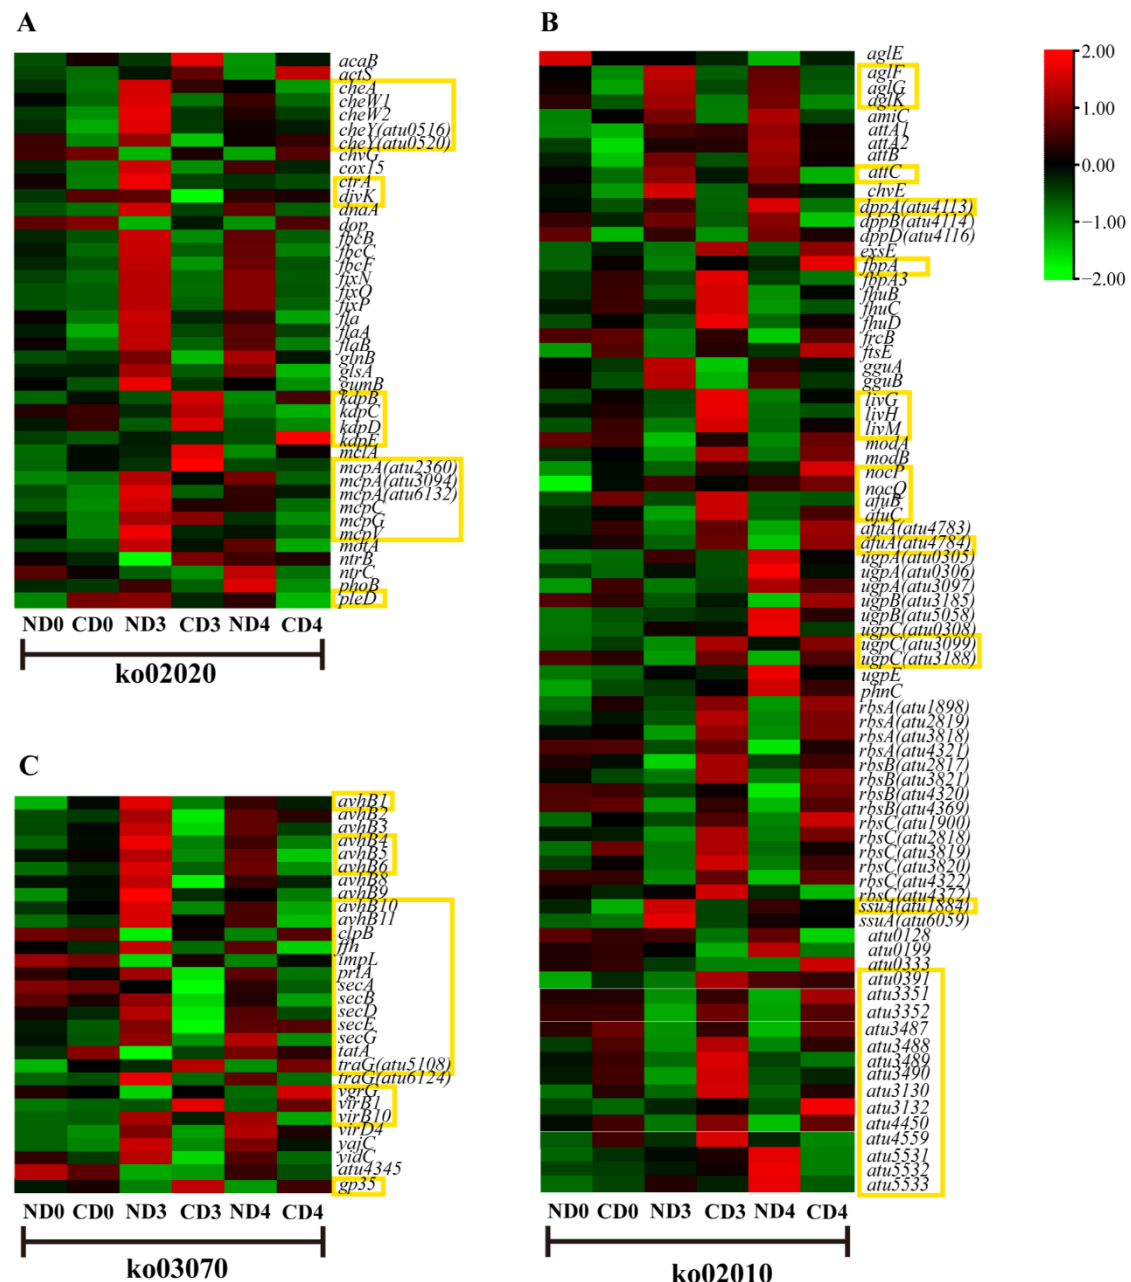 A
acaB
actS
cheA
cheW1
cheW2
cheY(atu0516)
cheY(atu0520)
chvG
cox15
ctrA
divK
dnaA
dop
fbcB
fbcC
fbcF
fixN
fixO
fixP
fla
flaA
flaB
glnB
glsA
gumB
kdpB
kdpC
kdpD
kdpE
mclA
mcpA(atu2360)
mcpA(atu3094)
mcpA(atu6132)
mcpC
mcpG
mcpV
motA
ntrB
ntrC
phoB
pleD
ND0 CD0 ND3 CD3 ND4 CD4
ko02020
B
aglE
aglF
aglG
aglK
amiC
attA1
attA2
attB
attC
chvE
dppA(atu4113)
dppB(atu4114)
dppD(atu4116)
exsE
fbpA
fbpA3
fhuB
fhuC
fhuD
frcB
ftsE
gguA
gguB
livG
livH
livM
modA
modB
nocP
nocQ
afuB
afuC
afuA(atu4783)
afuA(atu4784)
ugpA(atu0305)
ugpA(atu0306)
ugpA(atu3097)
ugpB(atu3185)
ugpB(atu5058)
ugpC(atu0308)
ugpC(atu3099)
ugpC(atu3188)
ugpE
phnC
rbsA(atu1898)
rbsA(atu2819)
rbsA(atu3818)
rbsA(atu4321)
rbsB(atu2817)
rbsB(atu3821)
rbsB(atu4320)
rbsB(atu4369)
rbsC(atu1900)
rbsC(atu2818)
rbsC(atu3819)
rbsC(atu3820)
rbsC(atu4322)
rbsC(atu4372)
ssuA(atu1884)
ssuA(atu6059)
atu0128
atu0199
atu0333
atu0391
atu3351
atu3352
atu3487
atu3488
atu3489
atu3490
atu3130
atu3132
atu4450
atu4559
atu5531
atu5532
atu5533
ND0 CD0 ND3 CD3 ND4 CD4
ko02010
2.00
1.00
0.00
−1.00
−2.00
C
avhB1
avhB2
avhB3
avhB4
avhB5
avhB6
avhB8
avhB9
avhB10
avhB11
clpB
ffh
impL
prlA
secA
secB
secD
secE
secG
tatA
traG(atu5108)
traG(atu6124)
vgrG
virB1
virB10
virD4
yajC
yidC
atu4345
gp35
ND0 CD0 ND3 CD3 ND4 CD4
ko03070